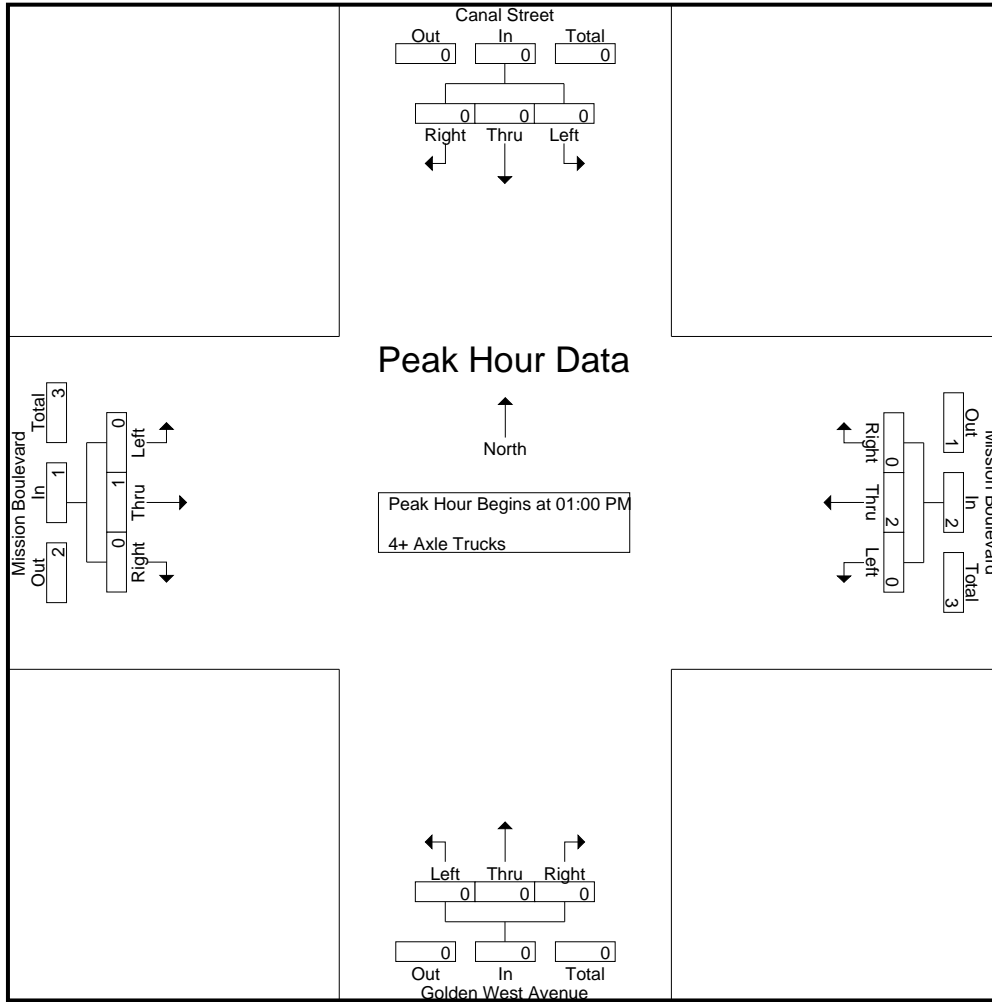 Canal Street
Out In Total
0 0 0
0 0 0
Right Thru Left
Peak Hour Data
North
Peak Hour Begins at 01:00 PM
4+ Axle Trucks
Mission Boulevard
Total In Out
3 1 2
0 1 0
Left Thru Right
Right Thru Left
0 2 0
Out In Total
1 2 3
Mission Boulevard
Left Thru Right
0 0 0
0 0 0
Out In Total
Golden West Avenue